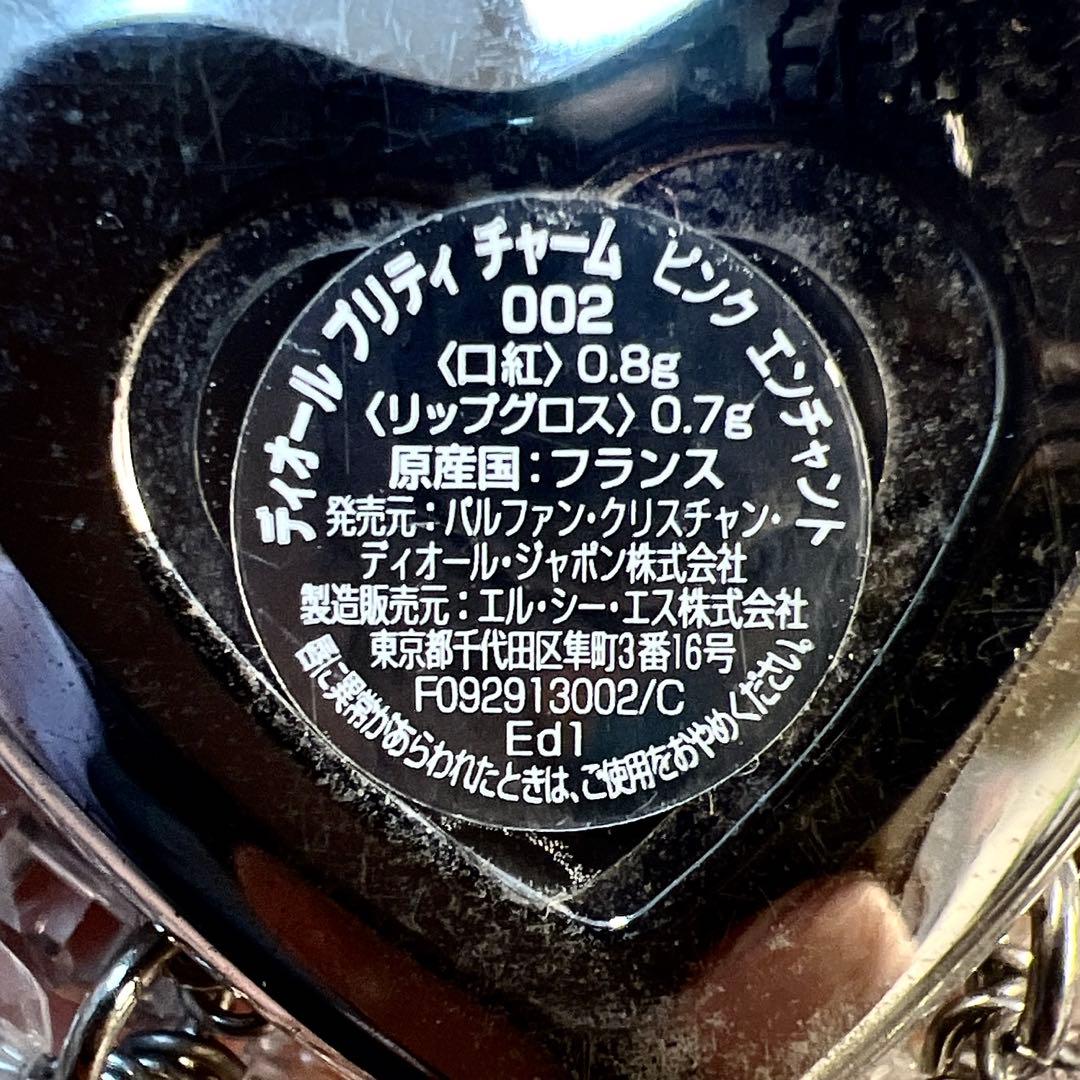 ディオール プリティ チャーム ピンク エンチャント
002
〈口紅〉0.8g
〈リップグロス〉0.7g
原産国：フランス
発売元：パルファン・クリスチャン・
ディオール・ジャポン株式会社
製造販売元：エル・シー・エス株式会社
東京都千代田区隼町3番16号
F092913002/C
Ed1
唇に異常があらわれたときは、ご使用をおやめください。